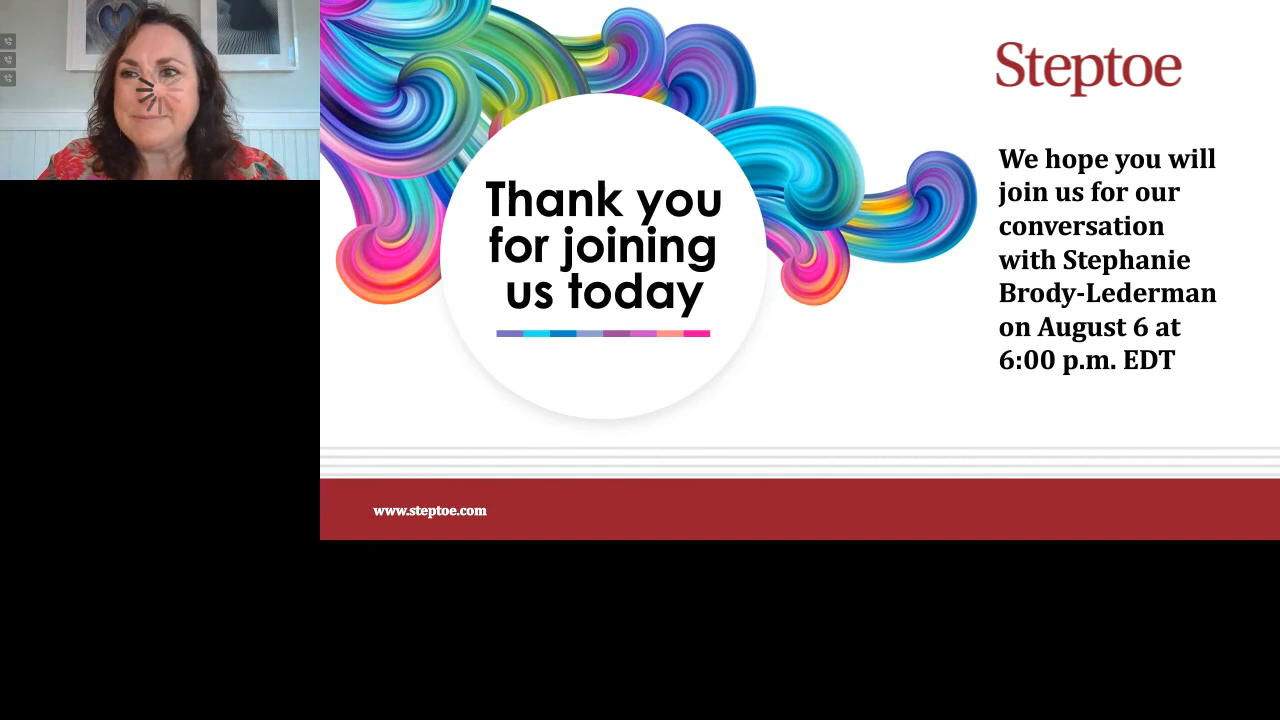 Thank you
for joining
us today
Steptoe
We hope you will
join us for our
conversation
with Stephanie
Brody-Lederman
on August 6 at
6:00 p.m. EDT
www.steptoe.com